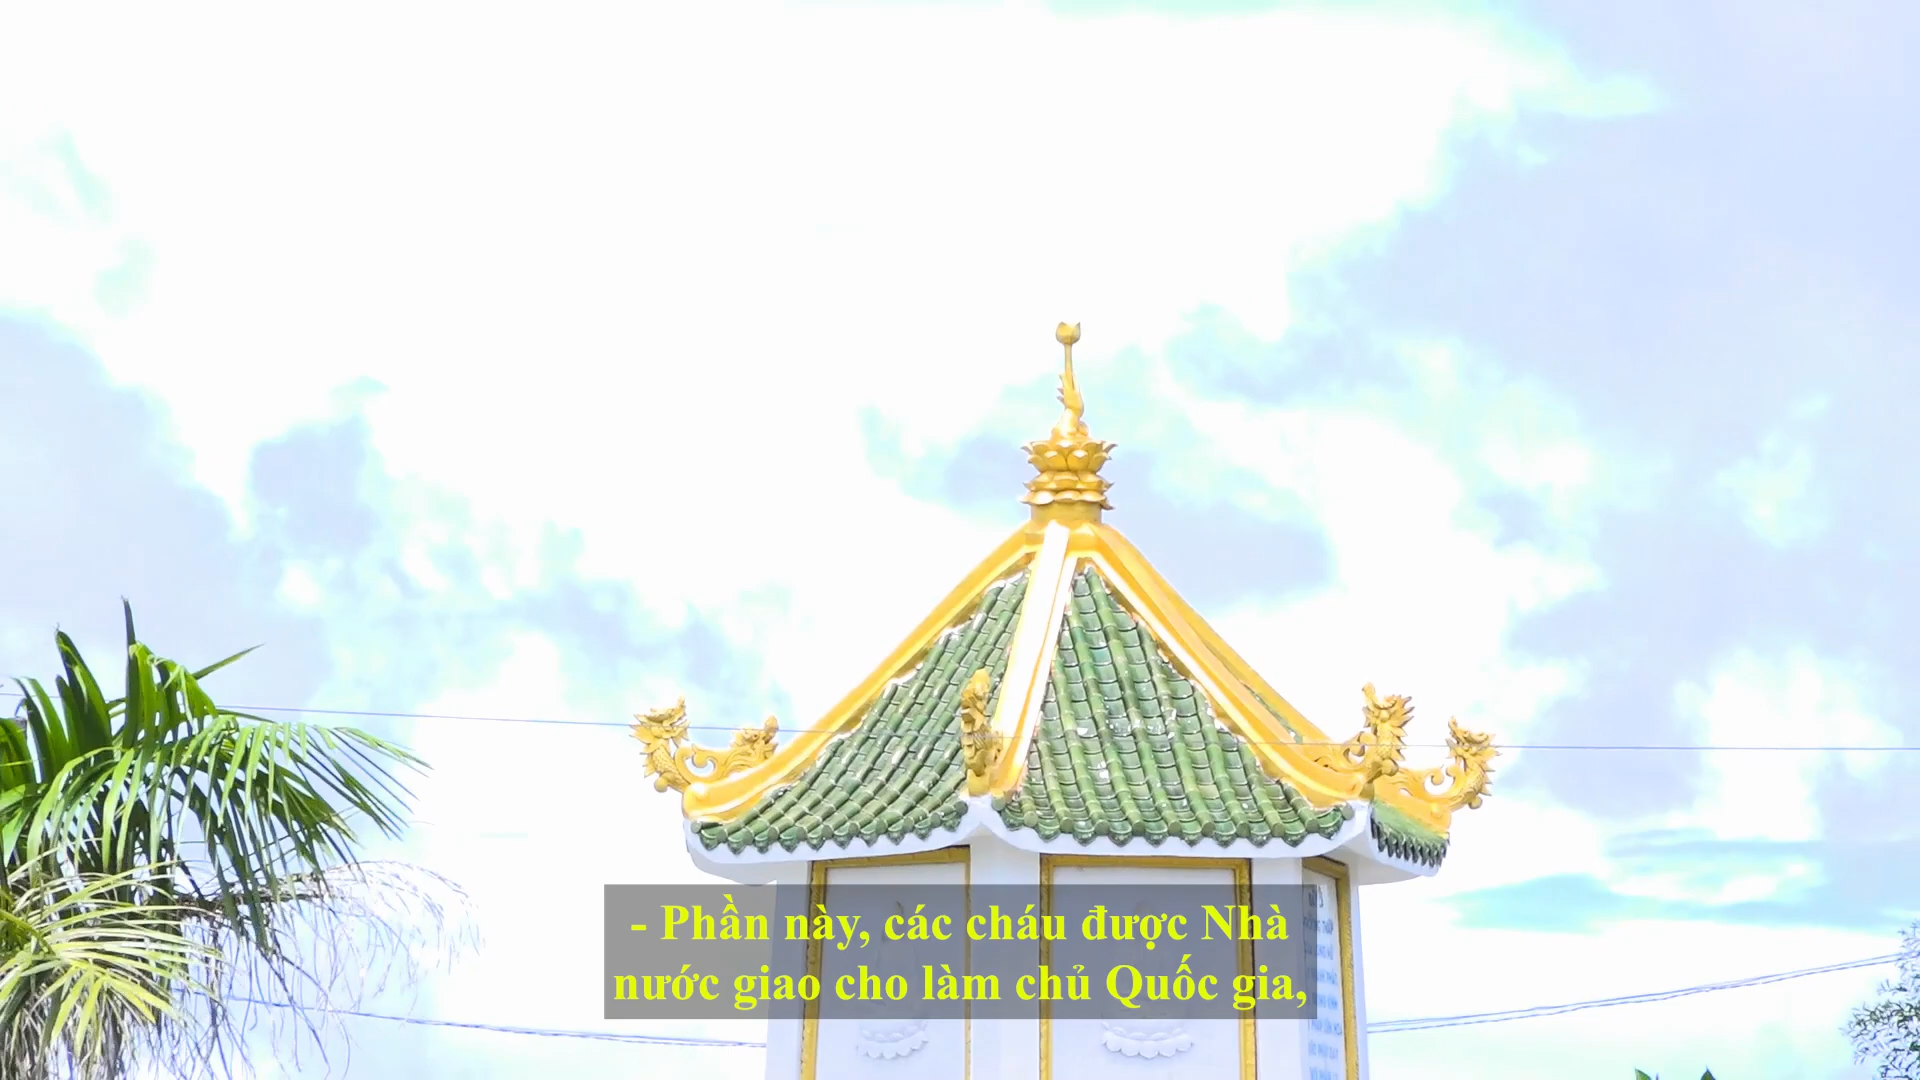 - Phần này, các cháu được Nhà
nước giao cho làm chủ Quốc gia,